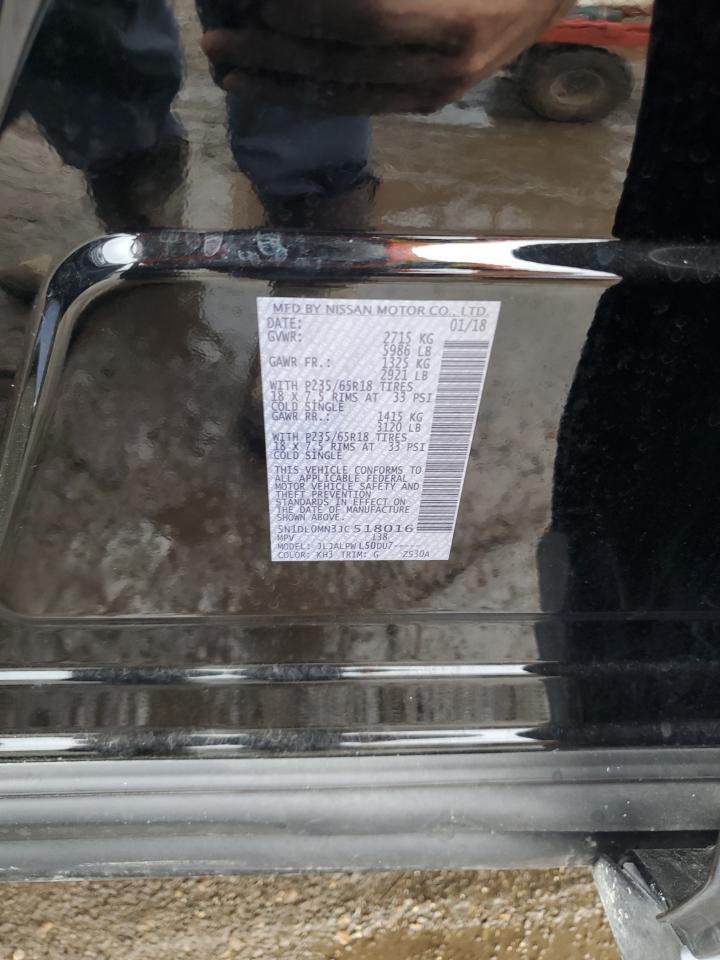 MFD BY NISSAN MOTOR CO., LTD.
DATE: 01/18
GVWR: 2715 KG
5986 LB
GAWR FR.: 1325 KG
2921 LB
WITH P235/65R18 TIRES
18 X 7.5 RIMS AT 33 PSI
COLD SINGLE
GAWR RR.: 1415 KG
3120 LB
WITH P235/65R18 TIRES
18 X 7.5 RIMS AT 33 PSI
COLD SINGLE
THIS VEHICLE CONFORMS TO
ALL APPLICABLE FEDERAL
MOTOR VEHICLE SAFETY AND
THEFT PREVENTION
STANDARDS IN EFFECT ON THE DATE
SHOWN ABOVE.
5N1DL0MN3JC518016
MPV 138
MODEL: JLJALPWL50DU7-----
COLOR: KH3 TRIM: G Z530A